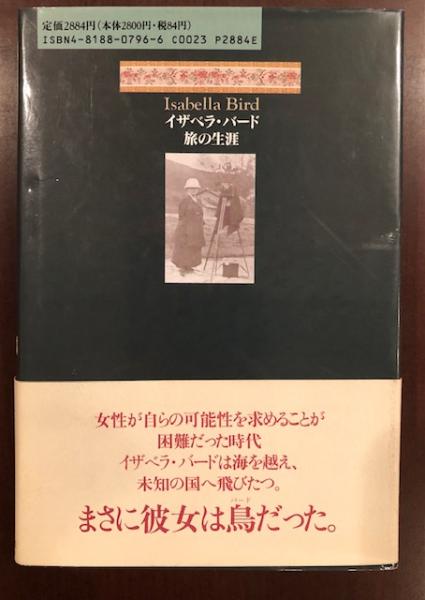 定価2884円(本体2800円・税84円)
ISBN4-8188-0796-6 C0023 P2884E
Isabella Bird
イザベラ・バード
旅の生涯
女性が自らの可能性を求めることが
困難だった時代
イザベラ・バードは海を越え、
未知の国へ飛びたつ。
バード
まさに彼女は鳥だった。